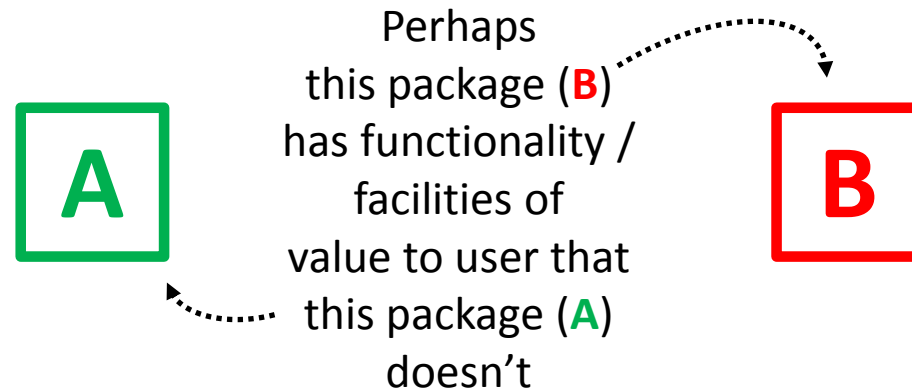 Perhaps
this package (B)
has functionality /
facilities of
value to user that
this package (A)
doesn't
A
B